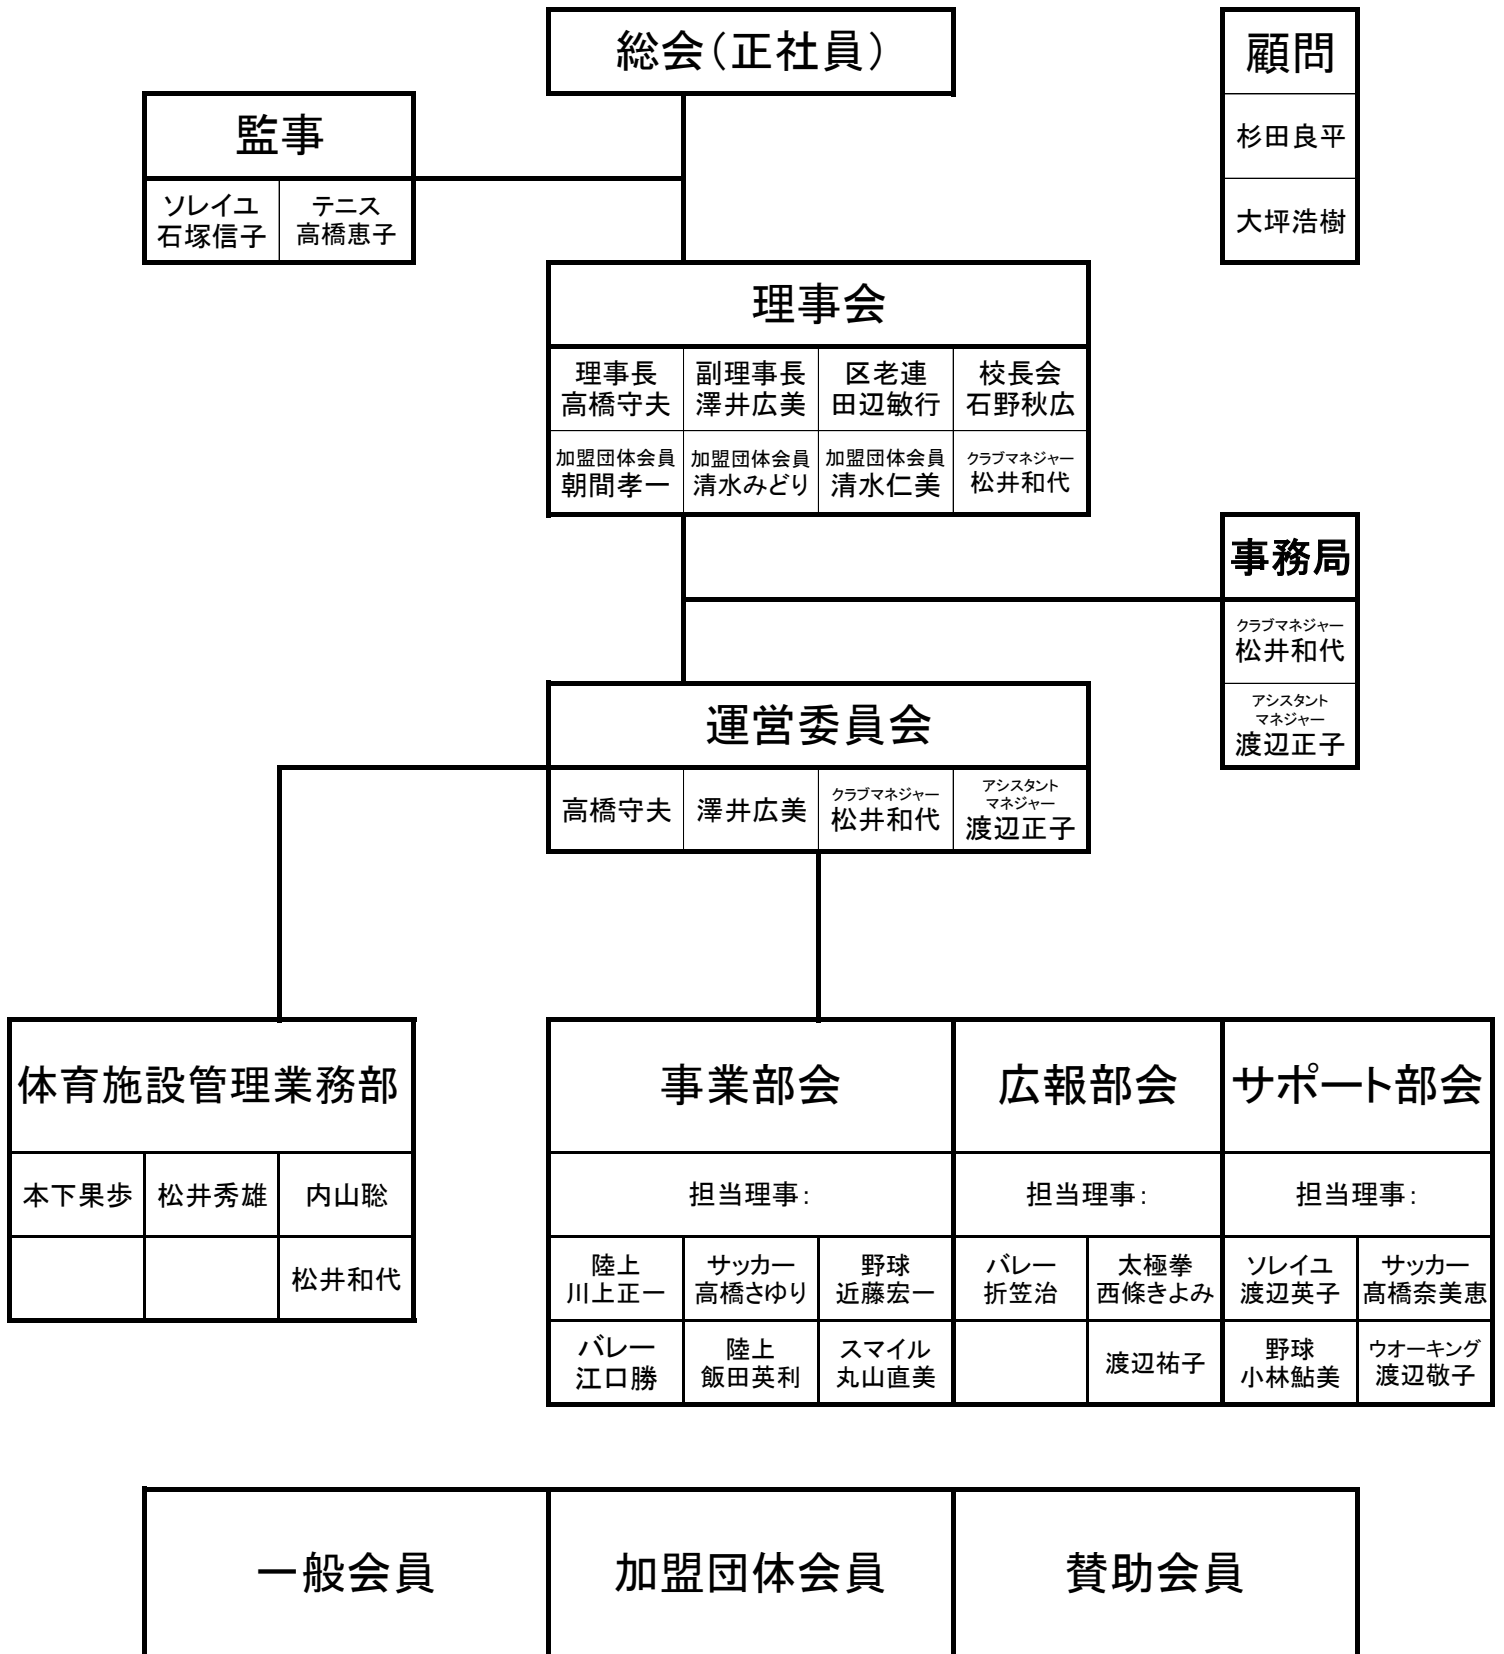 総会（正社員）
顧問
杉田良平
大坪浩樹
監事
ソレイユ
石塚信子
テニス
高橋恵子
理事会
理事長
高橋守夫
副理事長
澤井広美
区老連
田辺敏行
校長会
石野秋広
加盟団体会員
朝間孝一
加盟団体会員
清水みどり
加盟団体会員
清水仁美
クラブマネジャー
松井和代
事務局
クラブマネジャー
松井和代
アシスタント
マネジャー
渡辺正子
運営委員会
高橋守夫
澤井広美
クラブマネジャー
松井和代
アシスタント
マネジャー
渡辺正子
体育施設管理業務部
本下果歩
松井秀雄
内山聡
松井和代
事業部会
担当理事：
陸上
川上正一
サッカー
高橋さゆり
野球
近藤宏一
バレー
江口勝
陸上
飯田英利
スマイル
丸山直美
広報部会
担当理事：
バレー
折笠治
太極拳
西條きよみ
渡辺祐子
サポート部会
担当理事：
ソレイユ
渡辺英子
サッカー
髙橋奈美恵
野球
小林鮎美
ウオーキング
渡辺敬子
一般会員
加盟団体会員
賛助会員